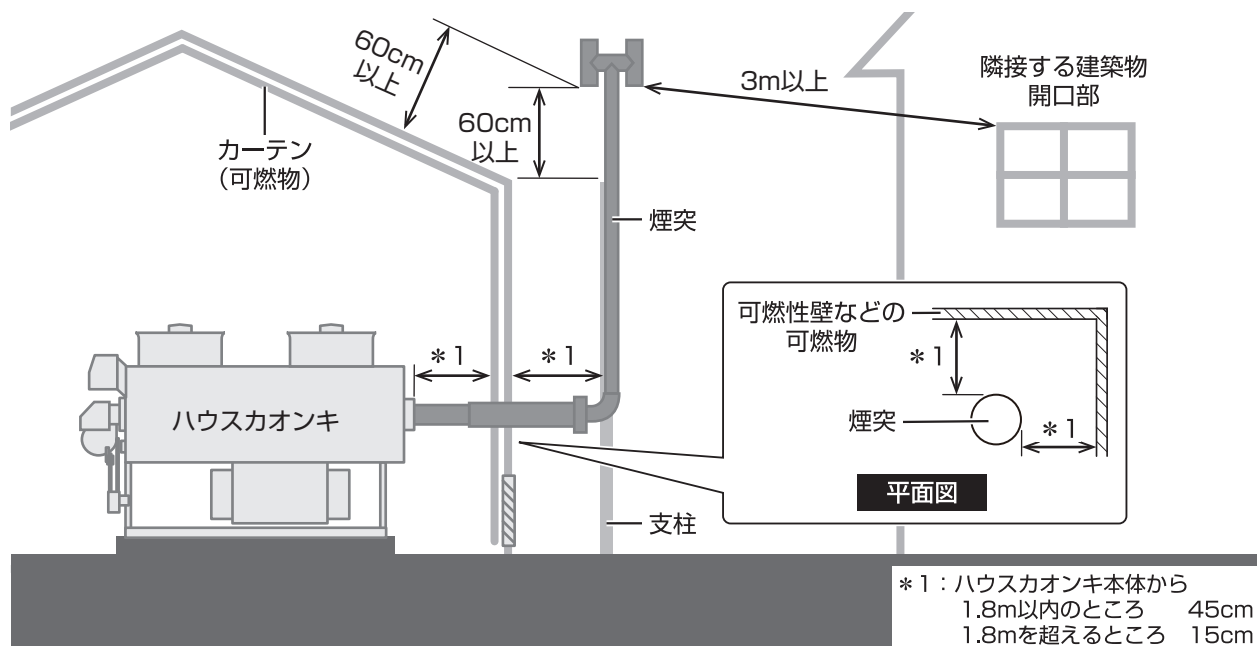 60cm
以上
3m以上
隣接する建築物
開口部
60cm
以上
カーテン
（可燃物）
煙突
可燃性壁などの
可燃物
＊1
＊1
＊1
ハウスカオンキ
煙突
＊1
平面図
支柱
＊1：ハウスカオンキ本体から
1.8m以内のところ　45cm
1.8mを超えるところ　15cm